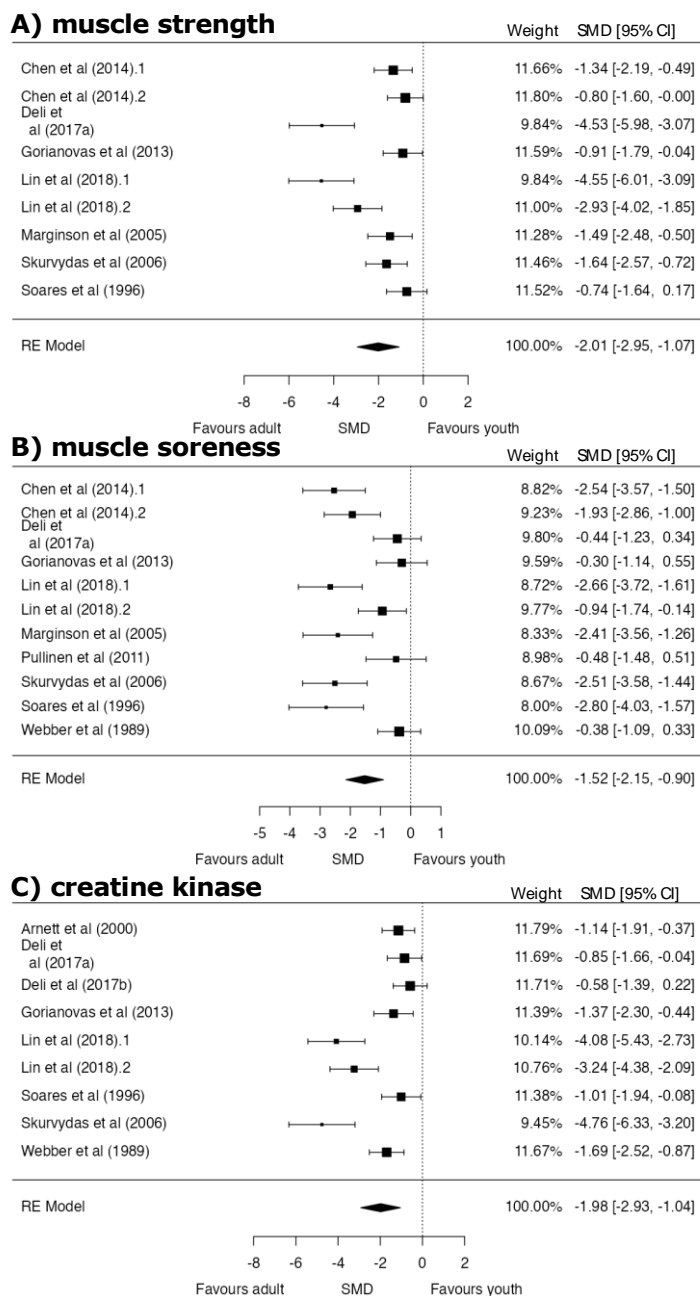 A) muscle strength
Weight SMD [95% CI]
Chen et al (2014).1 11.66% -1.34 [-2.19, -0.49]
Chen et al (2014).2 11.80% -0.80 [-1.60, -0.00]
Deli et
al (2017a) 9.84% -4.53 [-5.98, -3.07]
Gorianovas et al (2013) 11.59% -0.91 [-1.79, -0.04]
Lin et al (2018).1 9.84% -4.55 [-6.01, -3.09]
Lin et al (2018).2 11.00% -2.93 [-4.02, -1.85]
Marginson et al (2005) 11.28% -1.49 [-2.48, -0.50]
Skurvydas et al (2006) 11.46% -1.64 [-2.57, -0.72]
Soares et al (1996) 11.52% -0.74 [-1.64, 0.17]
RE Model 100.00% -2.01 [-2.95, -1.07]
-8 -6 -4 -2 0 2
Favours adult SMD Favours youth
B) muscle soreness
Weight SMD [95% CI]
Chen et al (2014).1 8.82% -2.54 [-3.57, -1.50]
Chen et al (2014).2 9.23% -1.93 [-2.86, -1.00]
Deli et
al (2017a) 9.80% -0.44 [-1.23, 0.34]
Gorianovas et al (2013) 9.59% -0.30 [-1.14, 0.55]
Lin et al (2018).1 8.72% -2.66 [-3.72, -1.61]
Lin et al (2018).2 9.77% -0.94 [-1.74, -0.14]
Marginson et al (2005) 8.33% -2.41 [-3.56, -1.26]
Pullinen et al (2011) 8.98% -0.48 [-1.48, 0.51]
Skurvydas et al (2006) 8.67% -2.51 [-3.58, -1.44]
Soares et al (1996) 8.00% -2.80 [-4.03, -1.57]
Webber et al (1989) 10.09% -0.38 [-1.09, 0.33]
RE Model 100.00% -1.52 [-2.15, -0.90]
-5 -4 -3 -2 -1 0 1
Favours adult SMD Favours youth
C) creatine kinase
Weight SMD [95% CI]
Arnett et al (2000) 11.79% -1.14 [-1.91, -0.37]
Deli et
al (2017a) 11.69% -0.85 [-1.66, -0.04]
Deli et al (2017b) 11.71% -0.58 [-1.39, 0.22]
Gorianovas et al (2013) 11.39% -1.37 [-2.30, -0.44]
Lin et al (2018).1 10.14% -4.08 [-5.43, -2.73]
Lin et al (2018).2 10.76% -3.24 [-4.38, -2.09]
Soares et al (1996) 11.38% -1.01 [-1.94, -0.08]
Skurvydas et al (2006) 9.45% -4.76 [-6.33, -3.20]
Webber et al (1989) 11.67% -1.69 [-2.52, -0.87]
RE Model 100.00% -1.98 [-2.93, -1.04]
-8 -6 -4 -2 0 2
Favours adult SMD Favours youth